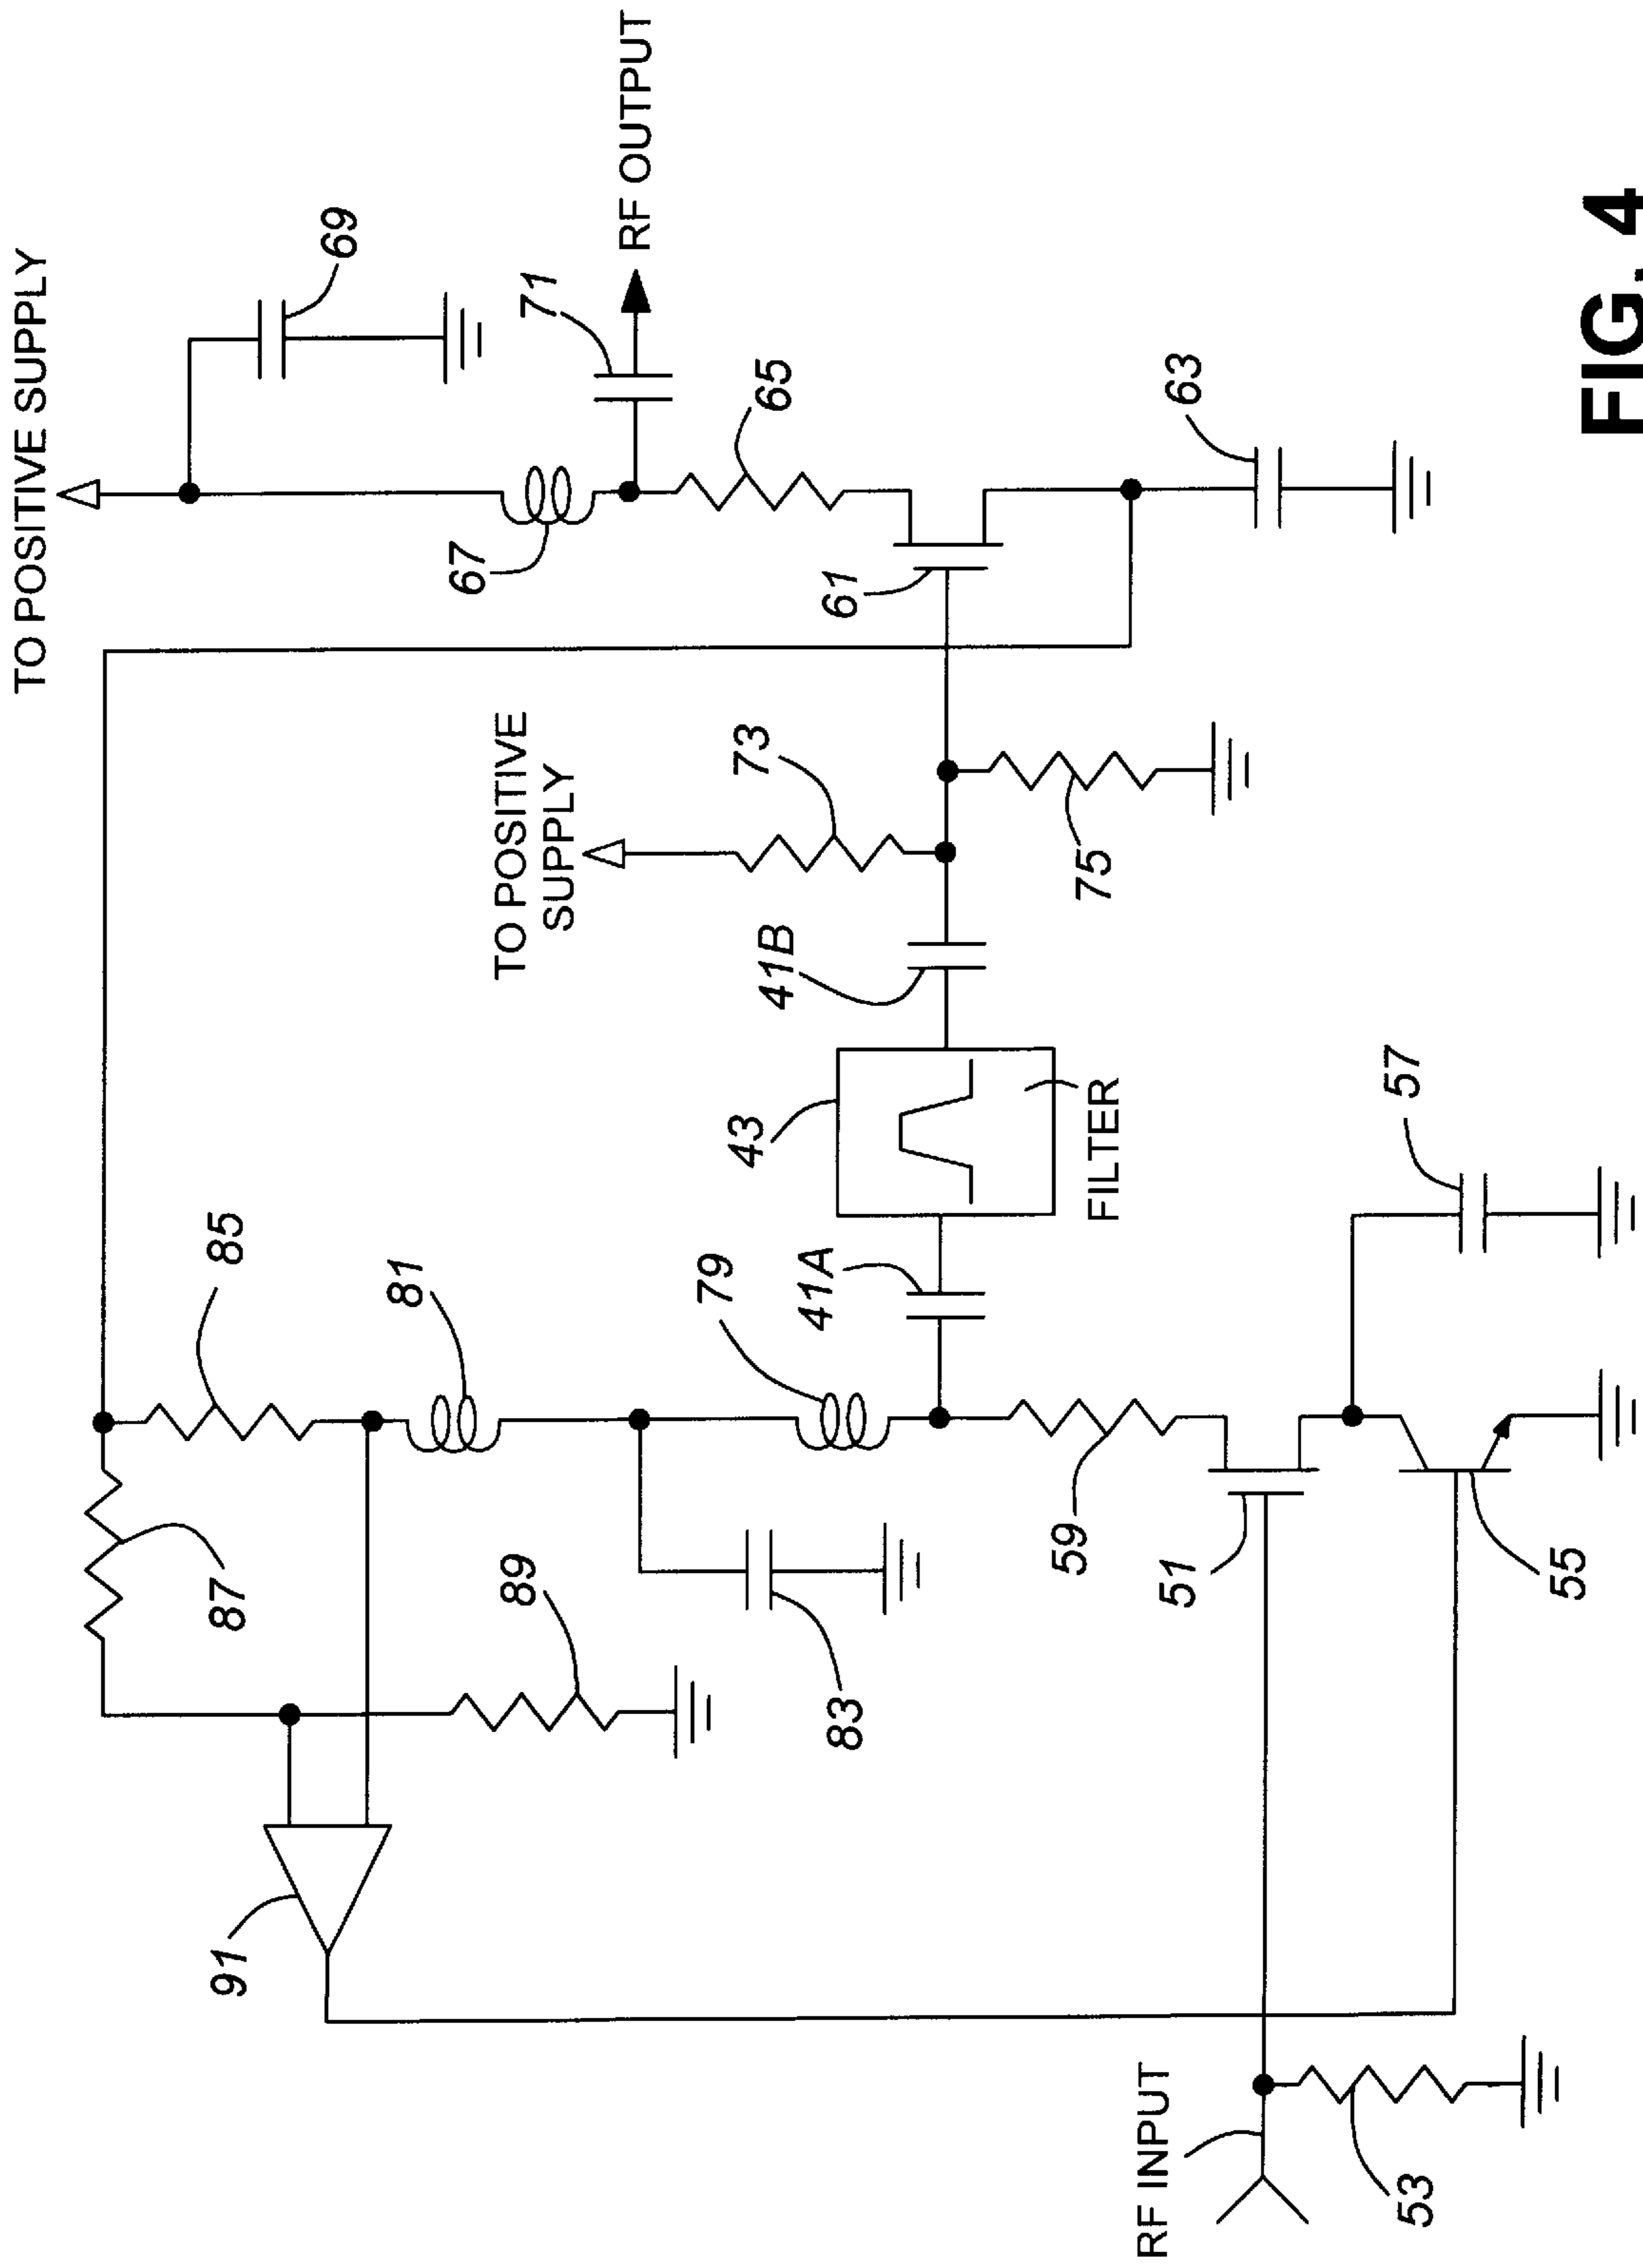 TO POSITIVE SUPPLY
69
71
RF OUTPUT
67
65
61
63
TO POSITIVE
SUPPLY
73
75
41B
43
FILTER
41A
85
81
79
57
87
89
83
59
51
55
91
RF INPUT
53
FIG. 4